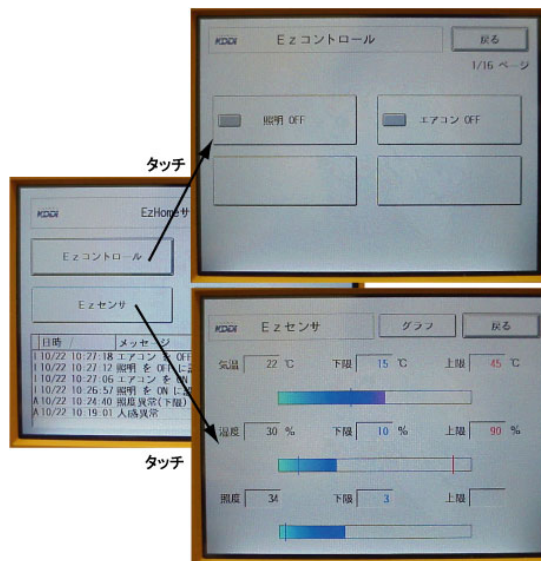 KDDI Ezコントロール 戻る
1/16 ページ
照明 OFF エアコン OFF
タッチ
KDDI EzHomeサ
Ezコントロール
Ezセンサ
日時 メッセージ
I 10/22 10:27:18 エアコン を OFF
I 10/22 10:27:12 照明 を OFF に設
I 10/22 10:27:06 エアコン を ON
I 10/22 10:26:57 照明 を ON に設
A 10/22 10:24:40 照度異常(下限)
A 10/22 10:19:01 人感異常
タッチ
KDDI Ezセンサ グラフ 戻る
気温 22 ℃ 下限 15 ℃ 上限 45 ℃
湿度 30 % 下限 10 % 上限 90 %
照度 34 下限 3 上限